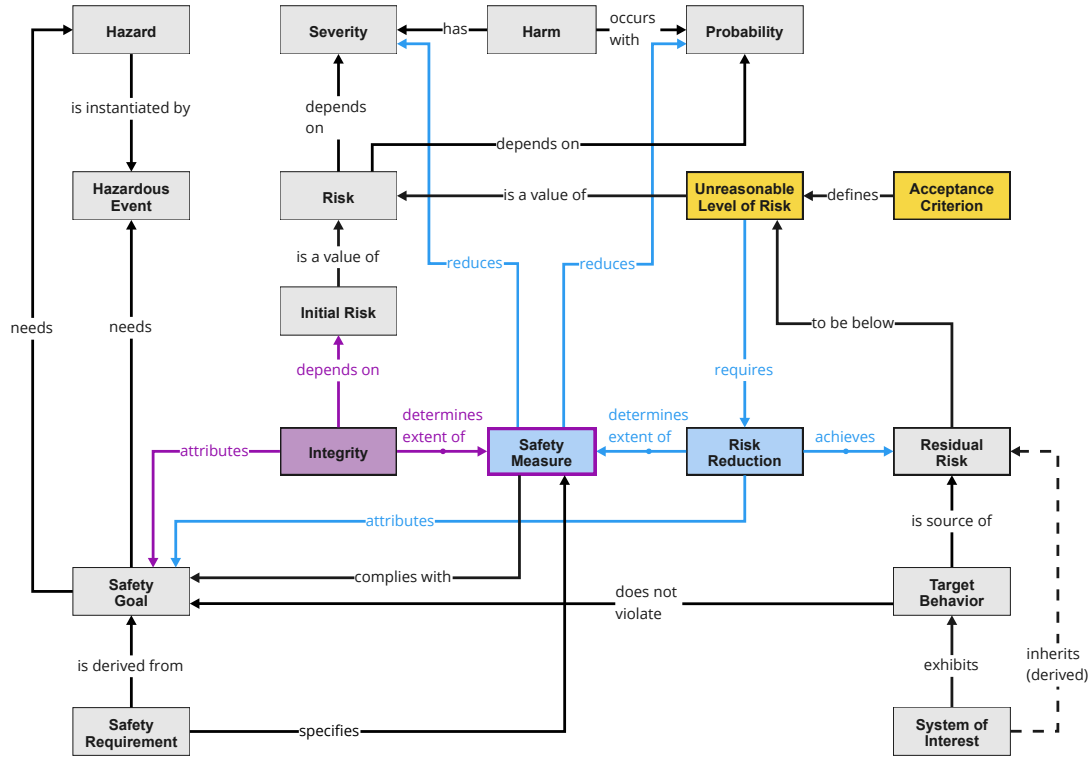 Hazard
Severity
has
Harm
occurs
with
Probability
is instantiated by
depends
on
depends on
Hazardous
Event
Risk
is a value of
Unreasonable
Level of Risk
defines
Acceptance
Criterion
is a value of
reduces
reduces
Initial Risk
needs
needs
to be below
depends on
requires
attributes
Integrity
determines
extent of
Safety
Measure
determines
extent of
Risk
Reduction
achieves
Residual
Risk
attributes
is source of
complies with
Safety
Goal
does not
violate
Target
Behavior
is derived from
exhibits
inherits
(derived)
Safety
Requirement
specifies
System of
Interest